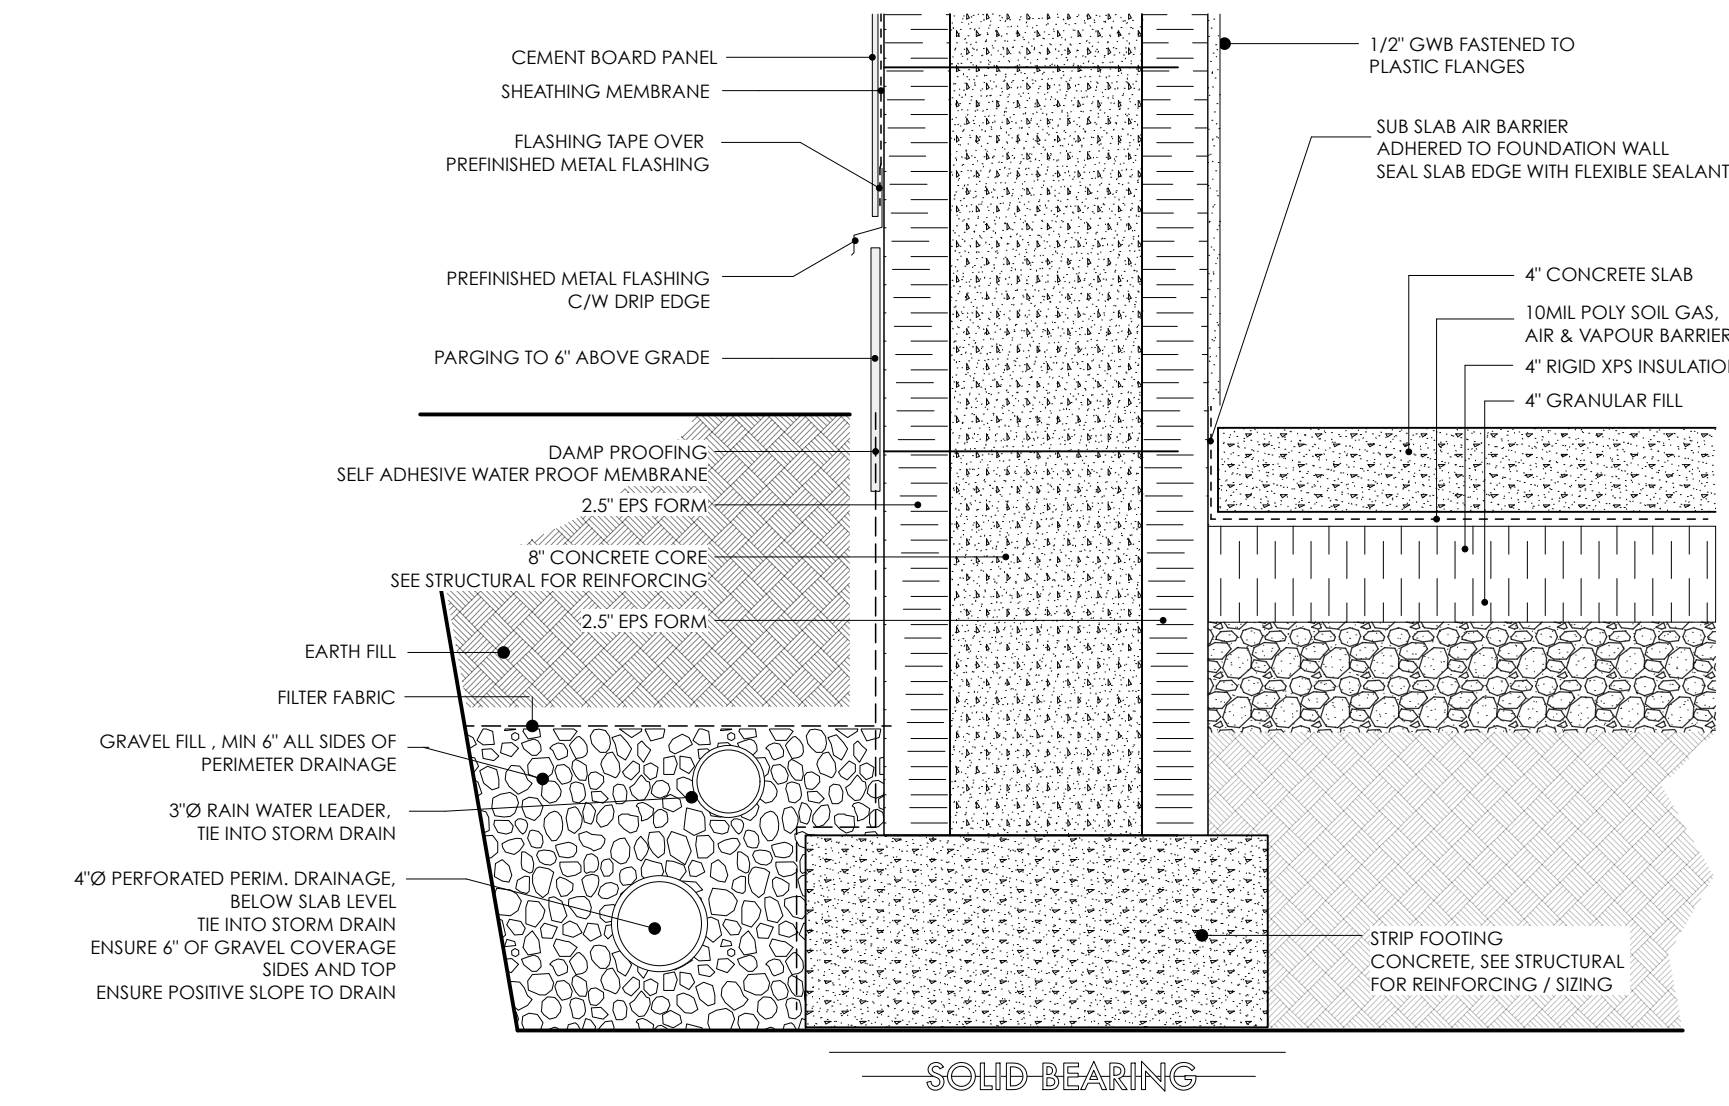 CEMENT BOARD PANEL
SHEATHING MEMBRANE
FLASHING TAPE OVER
PREFINISHED METAL FLASHING
PREFINISHED METAL FLASHING
C/W DRIP EDGE
PARGING TO 6" ABOVE GRADE
DAMP PROOFING
SELF ADHESIVE WATER PROOF MEMBRANE
2.5" EPS FORM
8" CONCRETE CORE
SEE STRUCTURAL FOR REINFORCING
2.5" EPS FORM
EARTH FILL
FILTER FABRIC
GRAVEL FILL , MIN 6" ALL SIDES OF
PERIMETER DRAINAGE
3"Ø RAIN WATER LEADER,
TIE INTO STORM DRAIN
4"Ø PERFORATED PERIM. DRAINAGE,
BELOW SLAB LEVEL
TIE INTO STORM DRAIN
ENSURE 6" OF GRAVEL COVERAGE
SIDES AND TOP
ENSURE POSITIVE SLOPE TO DRAIN
1/2" GWB FASTENED TO
PLASTIC FLANGES
SUB SLAB AIR BARRIER
ADHERED TO FOUNDATION WALL
SEAL SLAB EDGE WITH FLEXIBLE SEALANT
4" CONCRETE SLAB
10MIL POLY SOIL GAS,
AIR & VAPOUR BARRIER
4" RIGID XPS INSULATIO
4" GRANULAR FILL
STRIP FOOTING
CONCRETE, SEE STRUCTURAL
FOR REINFORCING / SIZING
SOLID BEARING